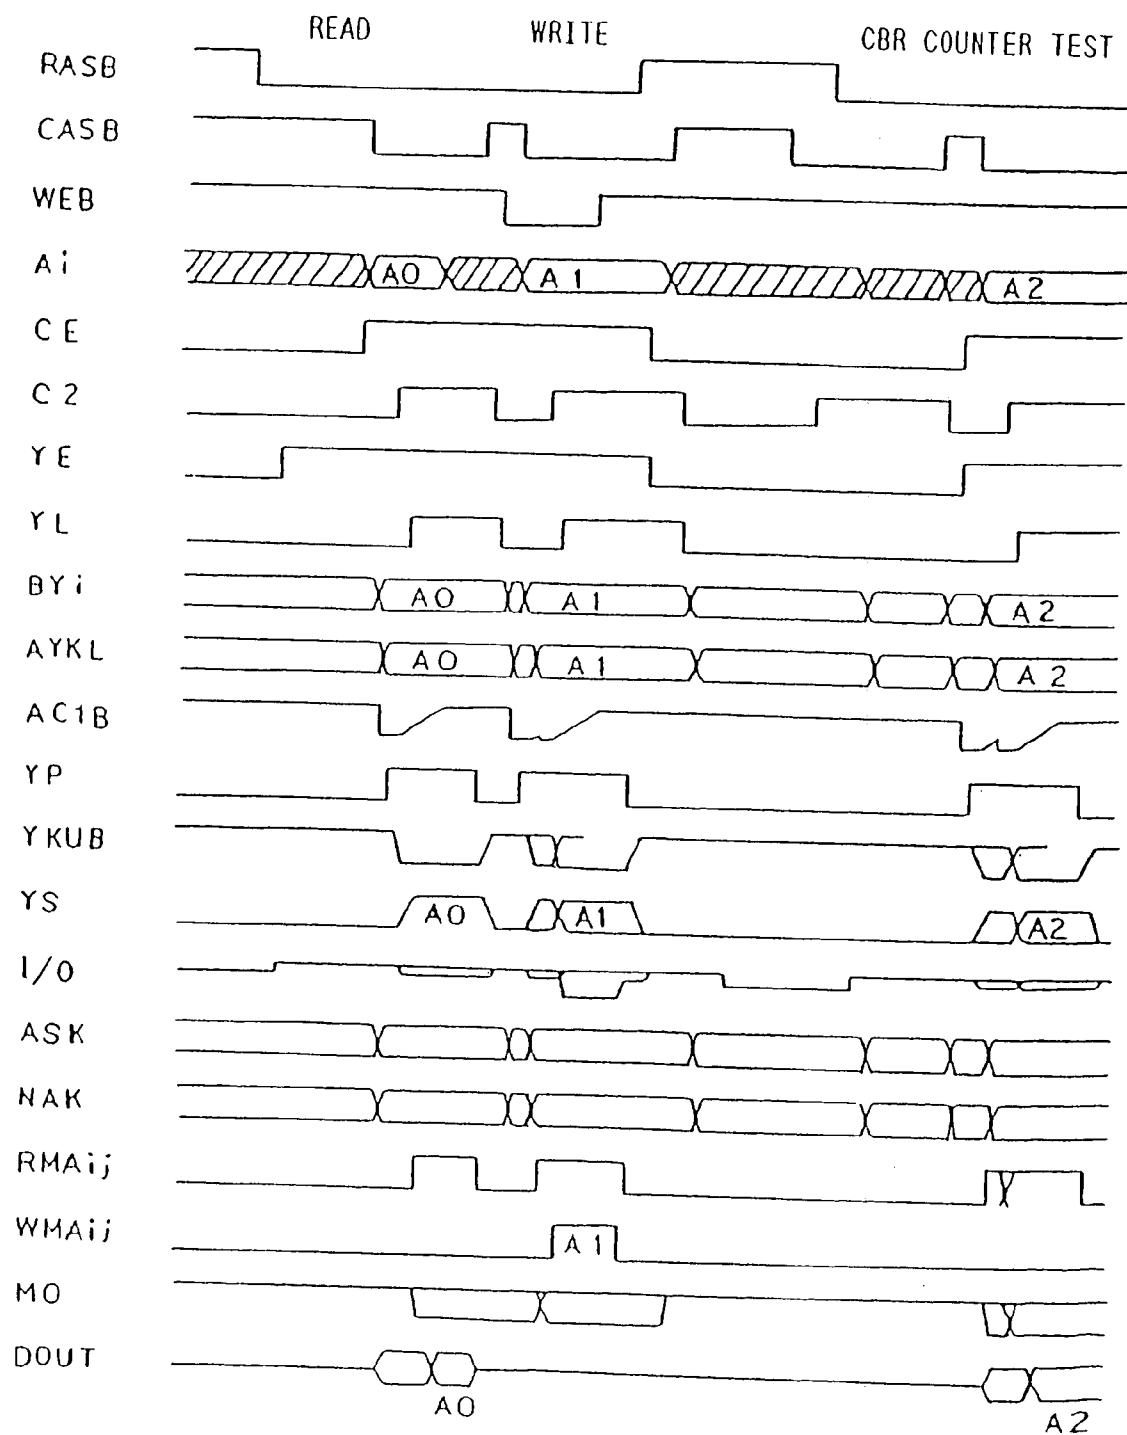 READ WRITE CBR COUNTER TEST
RASB
CASB
WEB
Ai A0 A1 A2
CE
C2
YE
YL
BYi A0 A1 A2
AYKL A0 A1 A2
AC1B
YP
YKUB
YS A0 A1 A2
I/O
ASK
NAK
RMAij
WMAij A1
MO
DOUT
A0 A2